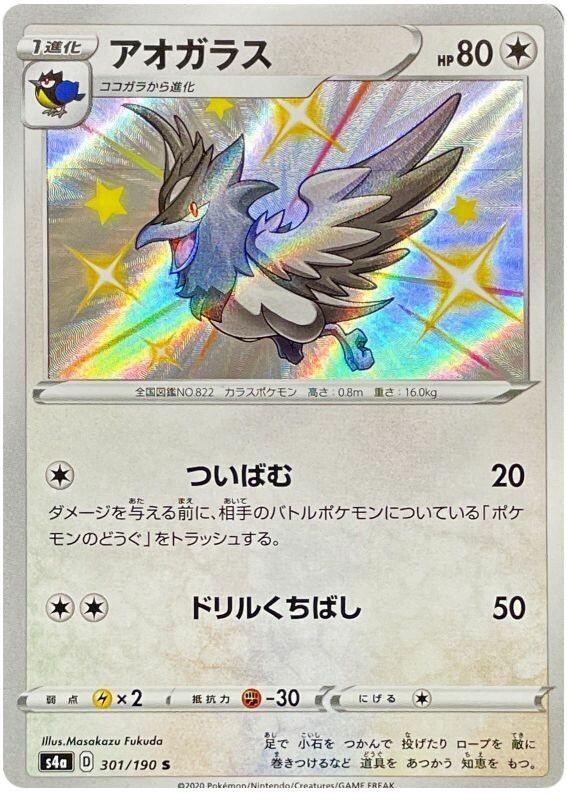 1進化 アオガラス HP80
ココガラから進化
全国図鑑NO.822 カラスポケモン 高さ:0.8m 重さ:16.0kg
ついばむ 20
ダメージを与える前に、相手のバトルポケモンについている「ポケ
モンのどうぐ」をトラッシュする。
ドリルくちばし 50
弱点 ×2 抵抗力 -30 にげる
Illus.Masakazu Fukuda
s4a D 301/190 S
足で 小石を つかんで 投げたり ロープを 敵に
巻きつけるなど 道具を あつかう 知恵を もつ。
©2020 Pokémon/Nintendo/Creatures/GAME FREAK